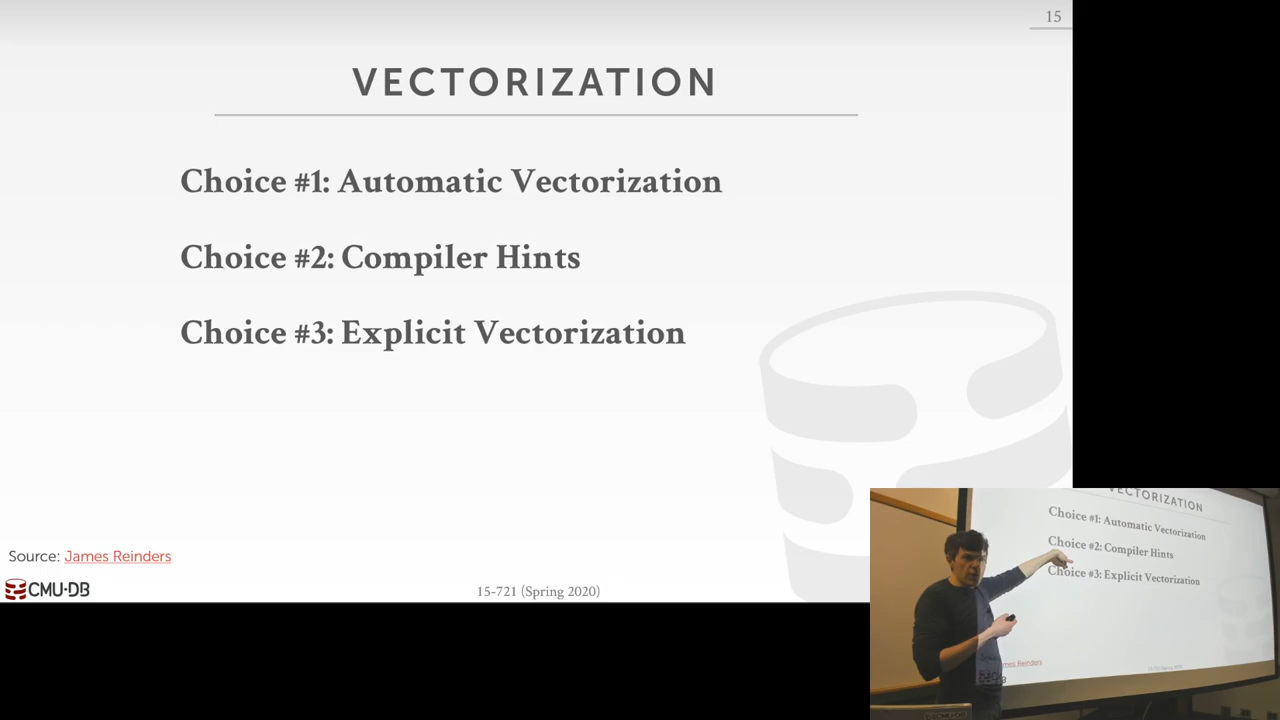 15
VECTORIZATION
Choice #1: Automatic Vectorization
Choice #2: Compiler Hints
Choice #3: Explicit Vectorization
Source: James Reinders
CMU·DB
15-721 (Spring 2020)
VECTORIZATION
Choice #1: Automatic Vectorization
Choice #2: Compiler Hints
Choice #3: Explicit Vectorization